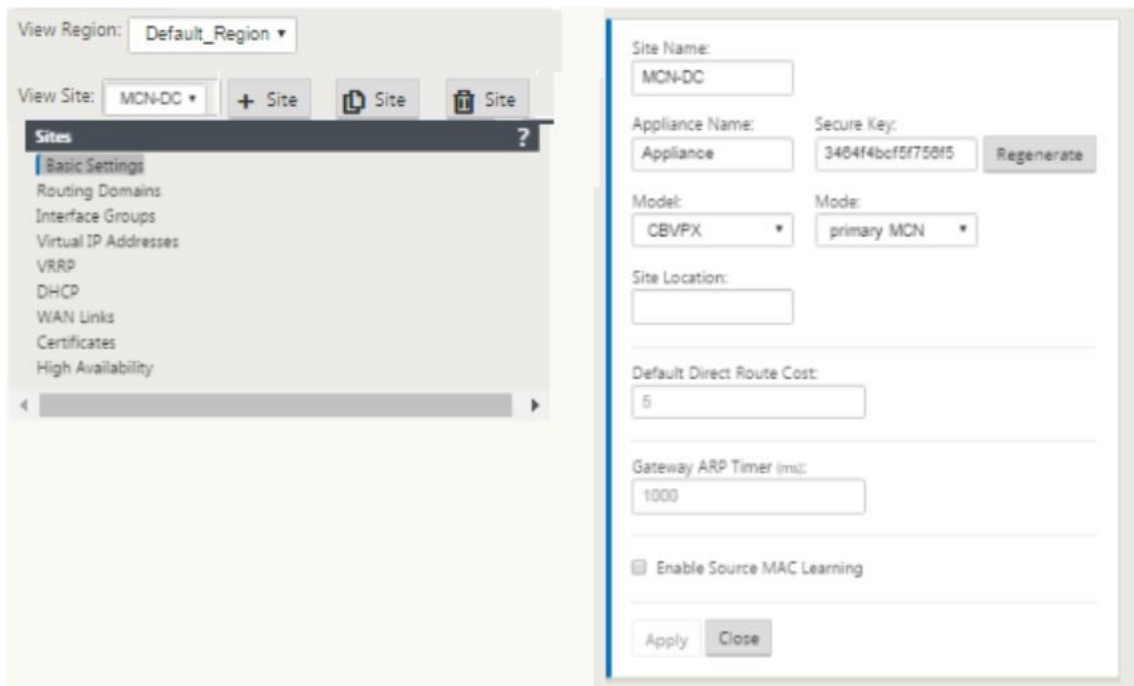 View Region: Default_Region
View Site: MCN-DC + Site Site Site
Sites ?
Basic Settings
Routing Domains
Interface Groups
Virtual IP Addresses
VRRP
DHCP
WAN Links
Certificates
High Availability
Site Name:
MCN-DC
Appliance Name: Secure Key:
Appliance 3464f4bcf5f756f5 Regenerate
Model: Mode:
CBVPX primary MCN
Site Location:
Default Direct Route Cost:
5
Gateway ARP Timer (ms):
1000
Enable Source MAC Learning
Apply Close